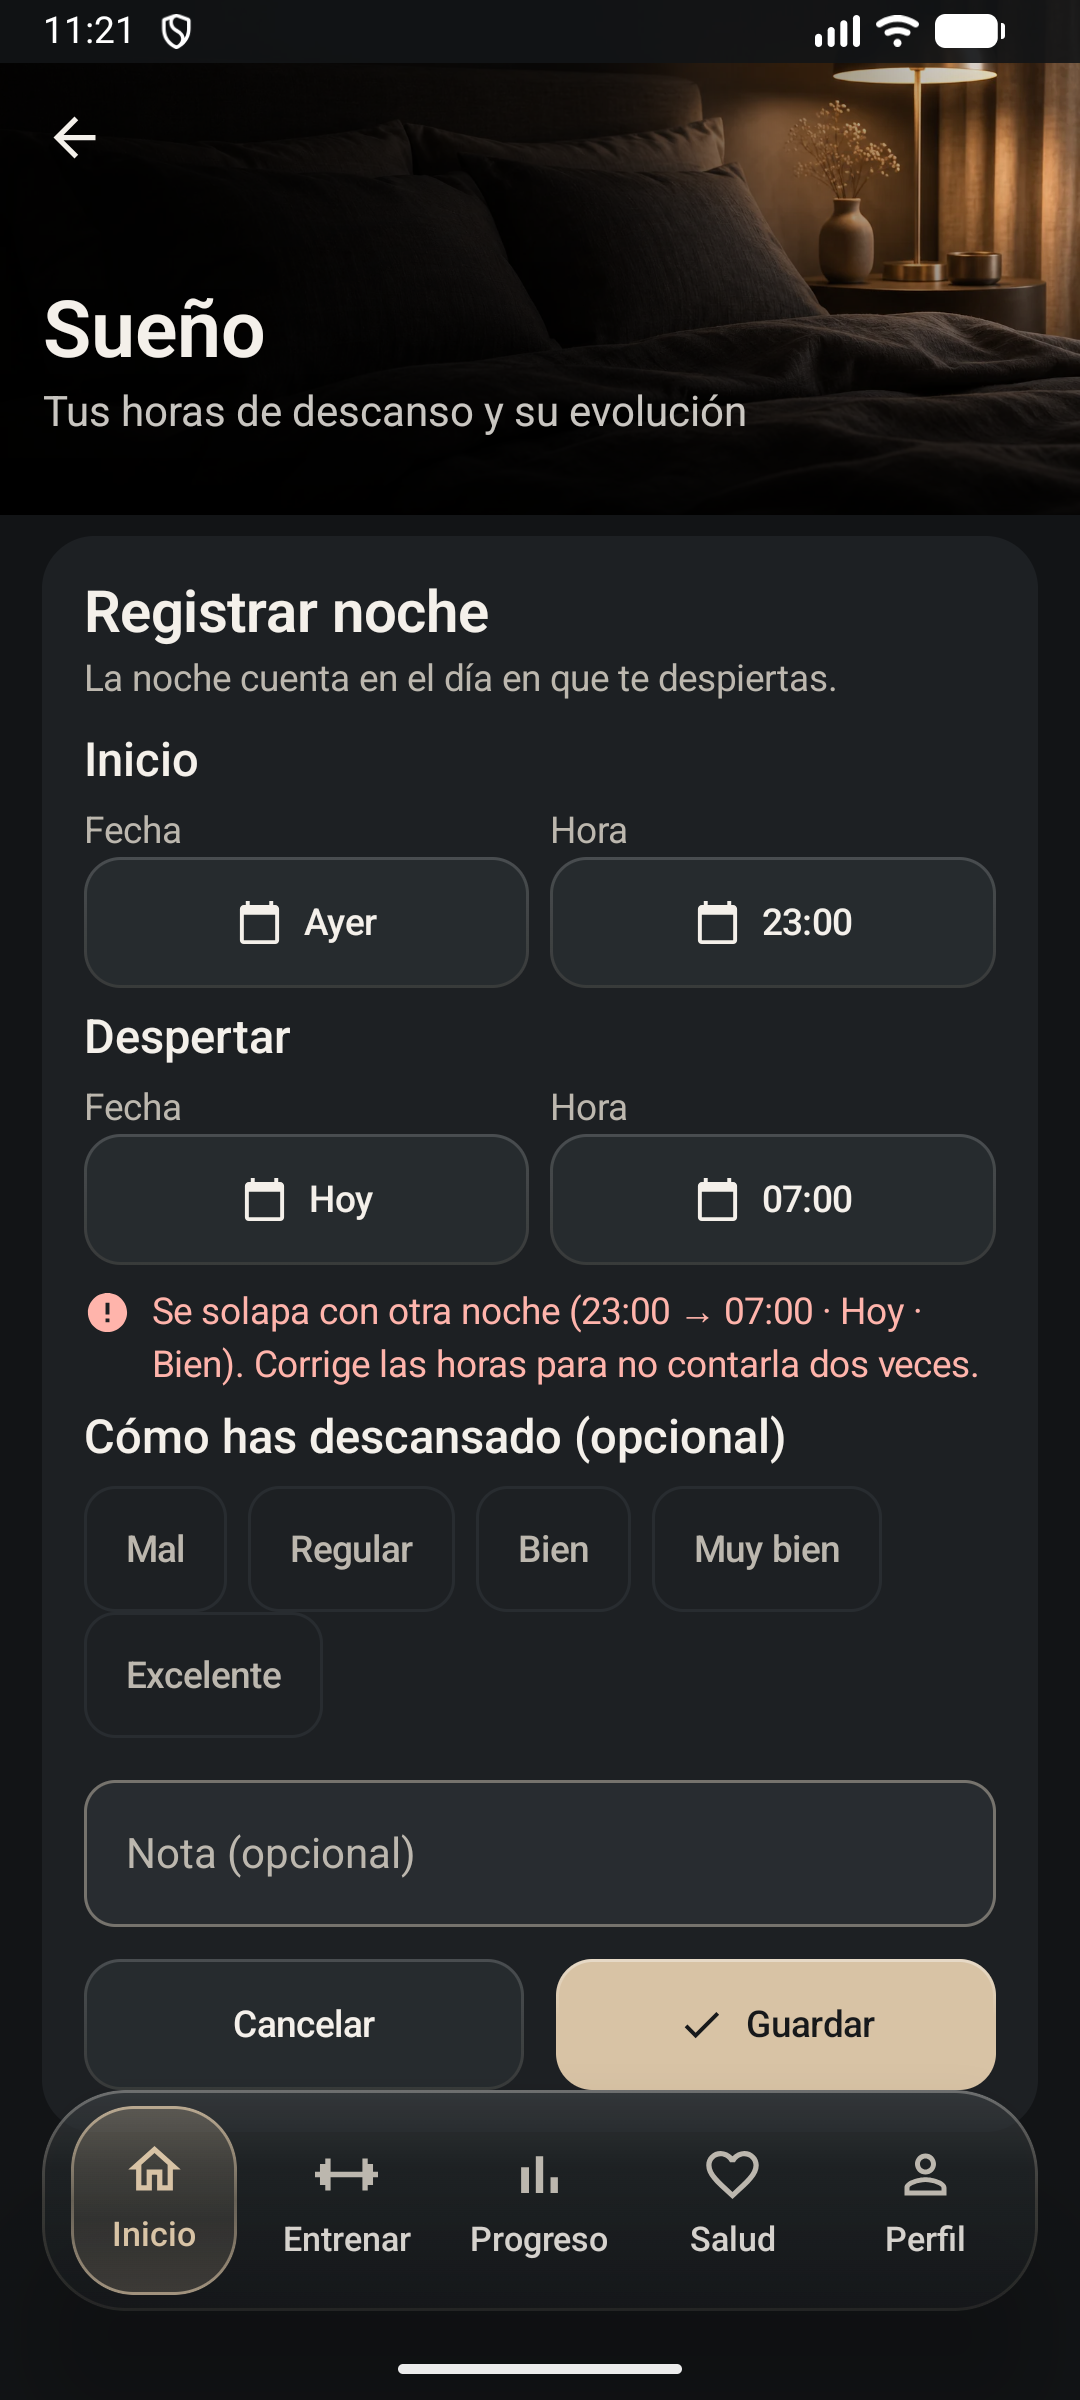 11:21
Sueño
Tus horas de descanso y su evolución
Registrar noche
La noche cuenta en el día en que te despiertas.
Inicio
Fecha
Hora
Ayer
23:00
Despertar
Fecha
Hora
Hoy
07:00
Se solapa con otra noche (23:00 → 07:00 · Hoy ·
Bien). Corrige las horas para no contarla dos veces.
Cómo has descansado (opcional)
Mal
Regular
Bien
Muy bien
Excelente
Nota (opcional)
Cancelar
Guardar
Inicio
Entrenar
Progreso
Salud
Perfil